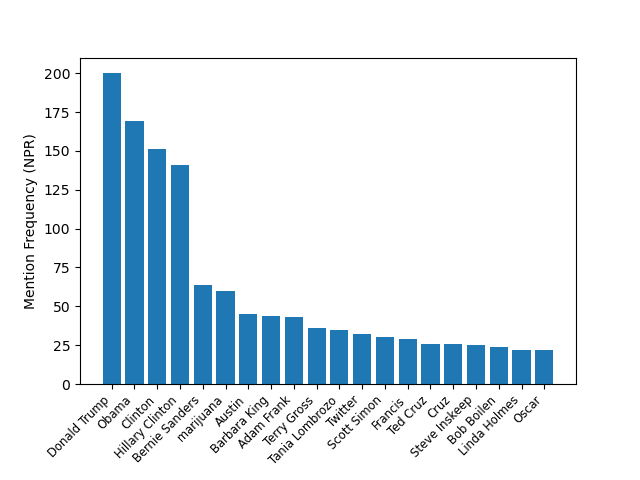 Mention Frequency (NPR)
200
175
150
125
100
75
50
25
0
Donald Trump
Obama
Clinton
Hillary Clinton
Bernie Sanders
marijuana
Austin
Barbara King
Adam Frank
Terry Gross
Tania Lombrozo
Twitter
Scott Simon
Francis
Ted Cruz
Cruz
Steve Inskeep
Bob Boilen
Linda Holmes
Oscar